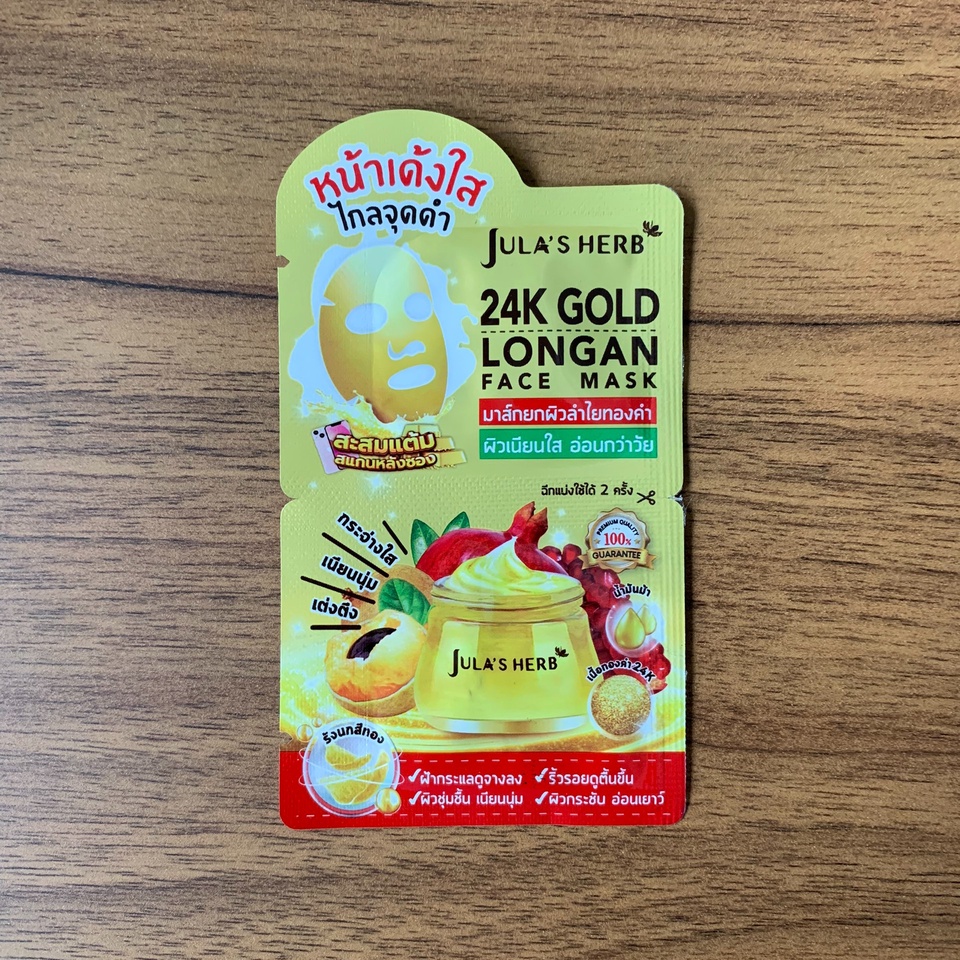 หน้าเด้งใส
ไกลจุดดำ
JULA'S HERB
24K GOLD
LONGAN
FACE MASK
มาส์กยกผิวลำไยทองคำ
ผิวเนียนใส อ่อนกว่าวัย
สะสมแต้ม
สแกนหลังซอง
ฉีกแบ่งใช้ได้ 2 ครั้ง
กระจ่างใส
เนียนนุ่ม
เต่งตึง
PREMIUM QUALITY
100%
GUARANTEE
น้ำมันม้า
เนื้อทองคำ 24K
JULA'S HERB
รังนกสีทอง
✓ฝ้ากระแลดูจางลง ✓ริ้วรอยดูตื้นขึ้น
✓ผิวชุ่มชื้น เนียนนุ่ม ✓ผิวกระชับ อ่อนเยาว์